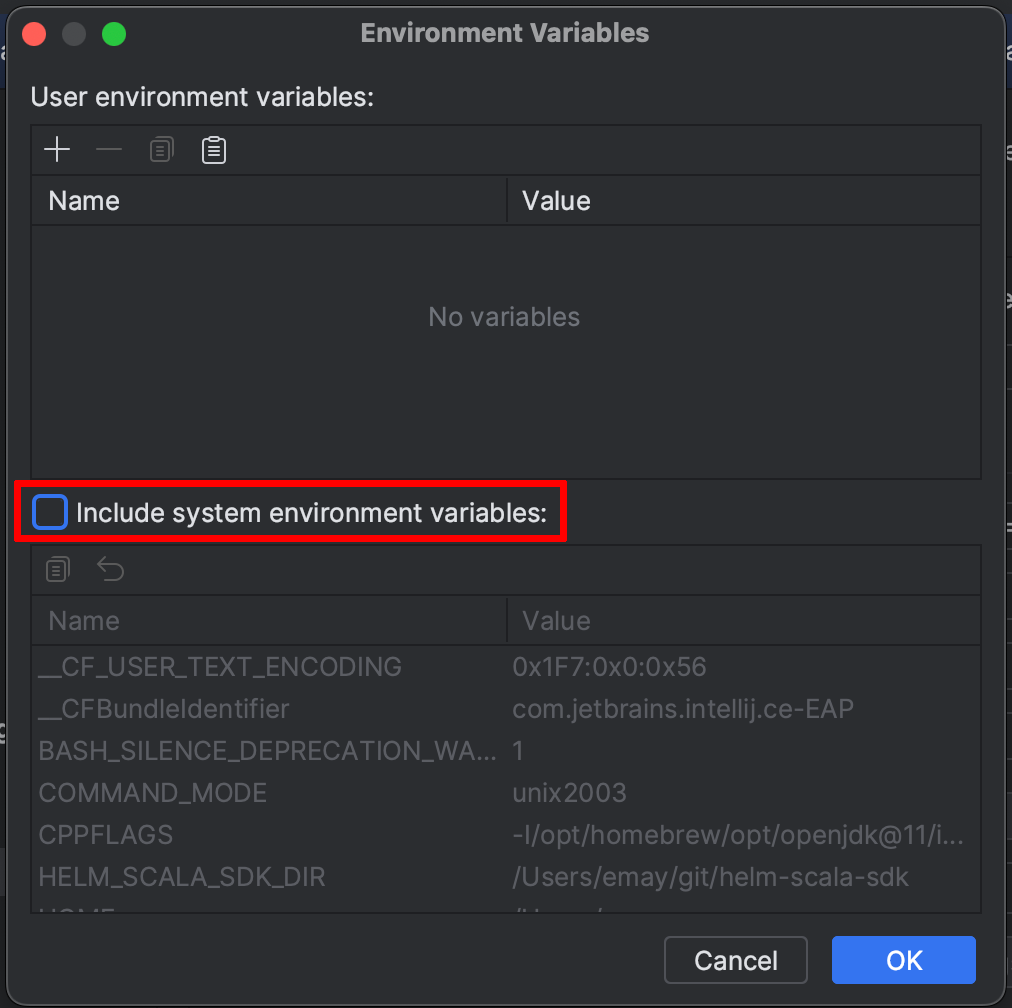 Environment Variables
User environment variables:
Name Value
No variables
Include system environment variables:
Name Value
__CF_USER_TEXT_ENCODING 0x1F7:0x0:0x56
__CFBundleIdentifier com.jetbrains.intellij.ce-EAP
BASH_SILENCE_DEPRECATION_WA... 1
COMMAND_MODE unix2003
CPPFLAGS -I/opt/homebrew/opt/openjdk@11/i...
HELM_SCALA_SDK_DIR /Users/emay/git/helm-scala-sdk
Cancel OK